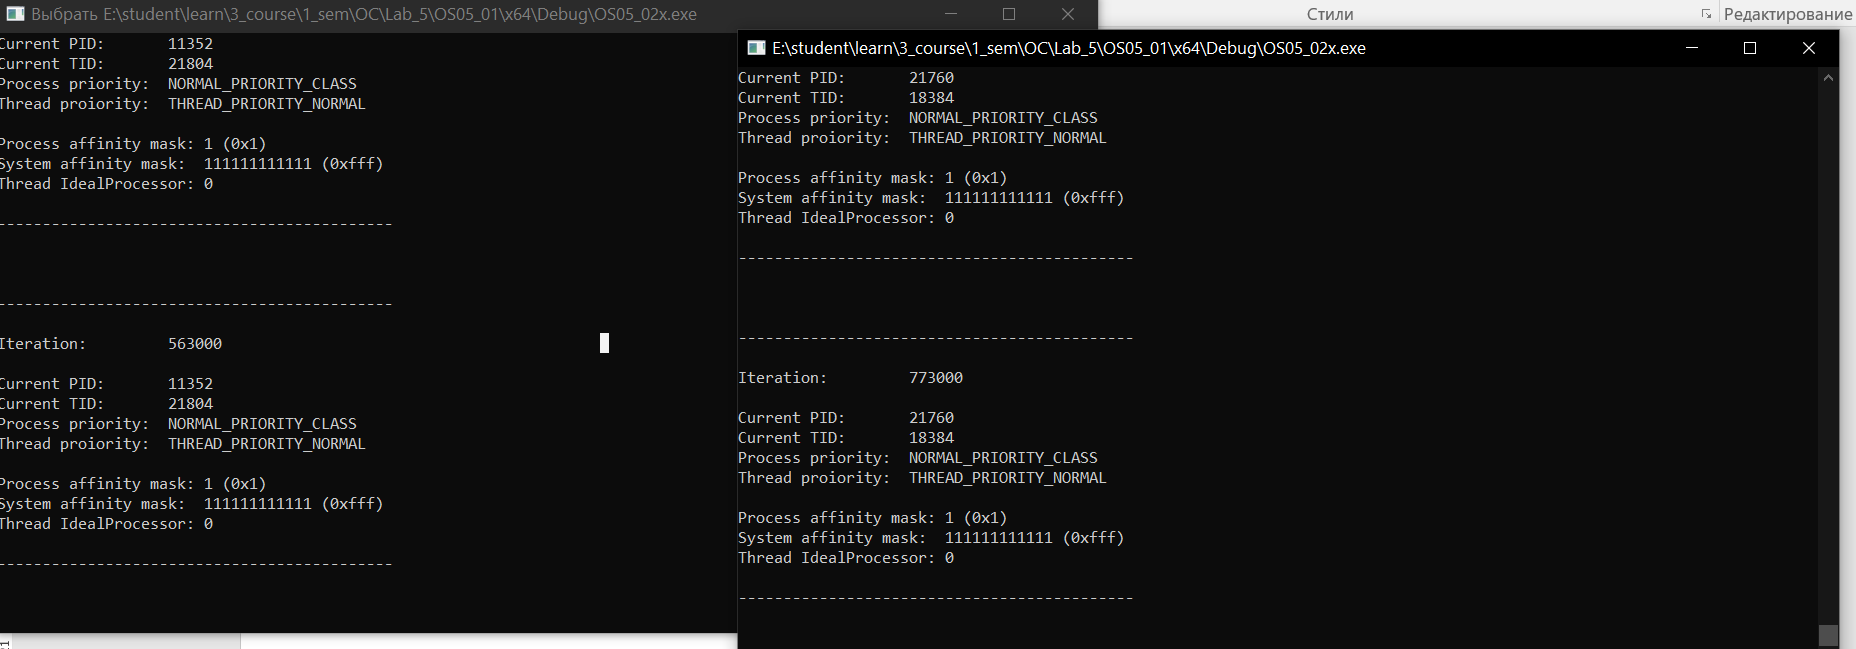 Выбрать E:\student\learn\3_course\1_sem\OC\Lab_5\OS05_01\x64\Debug\OS05_02x.exe
Current PID: 11352
Current TID: 21804
Process priority: NORMAL_PRIORITY_CLASS
Thread proiority: THREAD_PRIORITY_NORMAL
Process affinity mask: 1 (0x1)
System affinity mask: 111111111111 (0xfff)
Thread IdealProcessor: 0
--------------------------------------------
--------------------------------------------
Iteration: 563000
Current PID: 11352
Current TID: 21804
Process priority: NORMAL_PRIORITY_CLASS
Thread proiority: THREAD_PRIORITY_NORMAL
Process affinity mask: 1 (0x1)
System affinity mask: 111111111111 (0xfff)
Thread IdealProcessor: 0
--------------------------------------------
Стили
Редактирование
E:\student\learn\3_course\1_sem\OC\Lab_5\OS05_01\x64\Debug\OS05_02x.exe
Current PID: 21760
Current TID: 18384
Process priority: NORMAL_PRIORITY_CLASS
Thread proiority: THREAD_PRIORITY_NORMAL
Process affinity mask: 1 (0x1)
System affinity mask: 111111111111 (0xfff)
Thread IdealProcessor: 0
--------------------------------------------
--------------------------------------------
Iteration: 773000
Current PID: 21760
Current TID: 18384
Process priority: NORMAL_PRIORITY_CLASS
Thread proiority: THREAD_PRIORITY_NORMAL
Process affinity mask: 1 (0x1)
System affinity mask: 111111111111 (0xfff)
Thread IdealProcessor: 0
--------------------------------------------